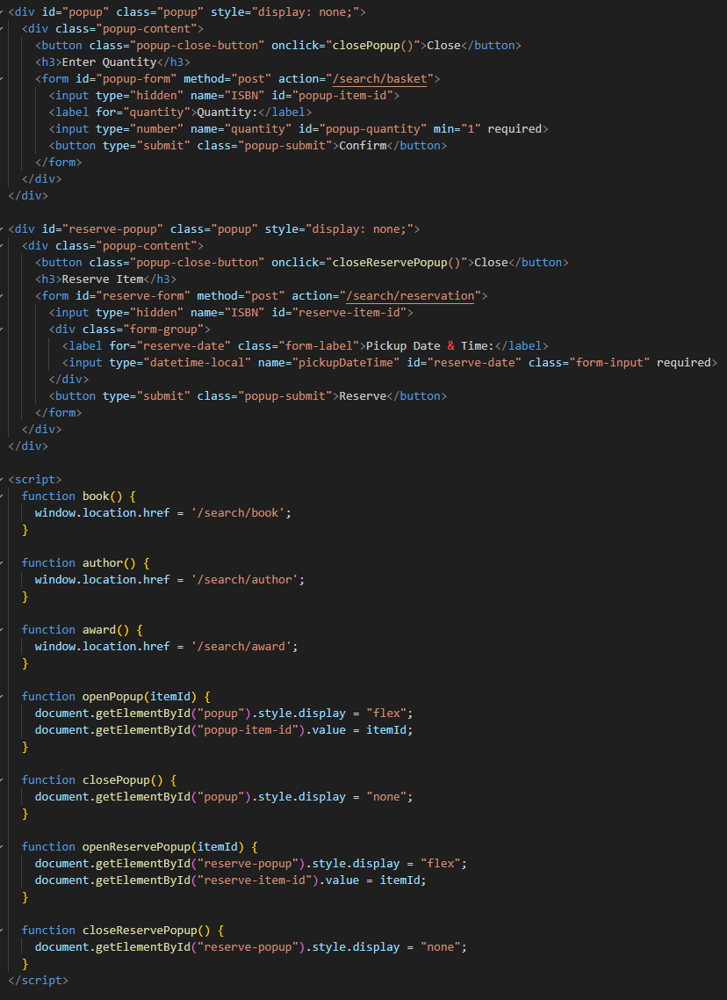 <div id="popup" class="popup" style="display: none;">
  <div class="popup-content">
    <button class="popup-close-button" onclick="closePopup()">Close</button>
    <h3>Enter Quantity</h3>
    <form id="popup-form" method="post" action="/search/basket">
      <input type="hidden" name="ISBN" id="popup-item-id">
      <label for="quantity">Quantity:</label>
      <input type="number" name="quantity" id="popup-quantity" min="1" required>
      <button type="submit" class="popup-submit">Confirm</button>
    </form>
  </div>
</div>

<div id="reserve-popup" class="popup" style="display: none;">
  <div class="popup-content">
    <button class="popup-close-button" onclick="closeReservePopup()">Close</button>
    <h3>Reserve Item</h3>
    <form id="reserve-form" method="post" action="/search/reservation">
      <input type="hidden" name="ISBN" id="reserve-item-id">
      <div class="form-group">
        <label for="reserve-date" class="form-label">Pickup Date & Time:</label>
        <input type="datetime-local" name="pickupDateTime" id="reserve-date" class="form-input" required>
      </div>
      <button type="submit" class="popup-submit">Reserve</button>
    </form>
  </div>
</div>

<script>
  function book() {
    window.location.href = '/search/book';
  }

  function author() {
    window.location.href = '/search/author';
  }

  function award() {
    window.location.href = '/search/award';
  }

  function openPopup(itemId) {
    document.getElementById("popup").style.display = "flex";
    document.getElementById("popup-item-id").value = itemId;
  }

  function closePopup() {
    document.getElementById("popup").style.display = "none";
  }

  function openReservePopup(itemId) {
    document.getElementById("reserve-popup").style.display = "flex";
    document.getElementById("reserve-item-id").value = itemId;
  }

  function closeReservePopup() {
    document.getElementById("reserve-popup").style.display = "none";
  }
</script>